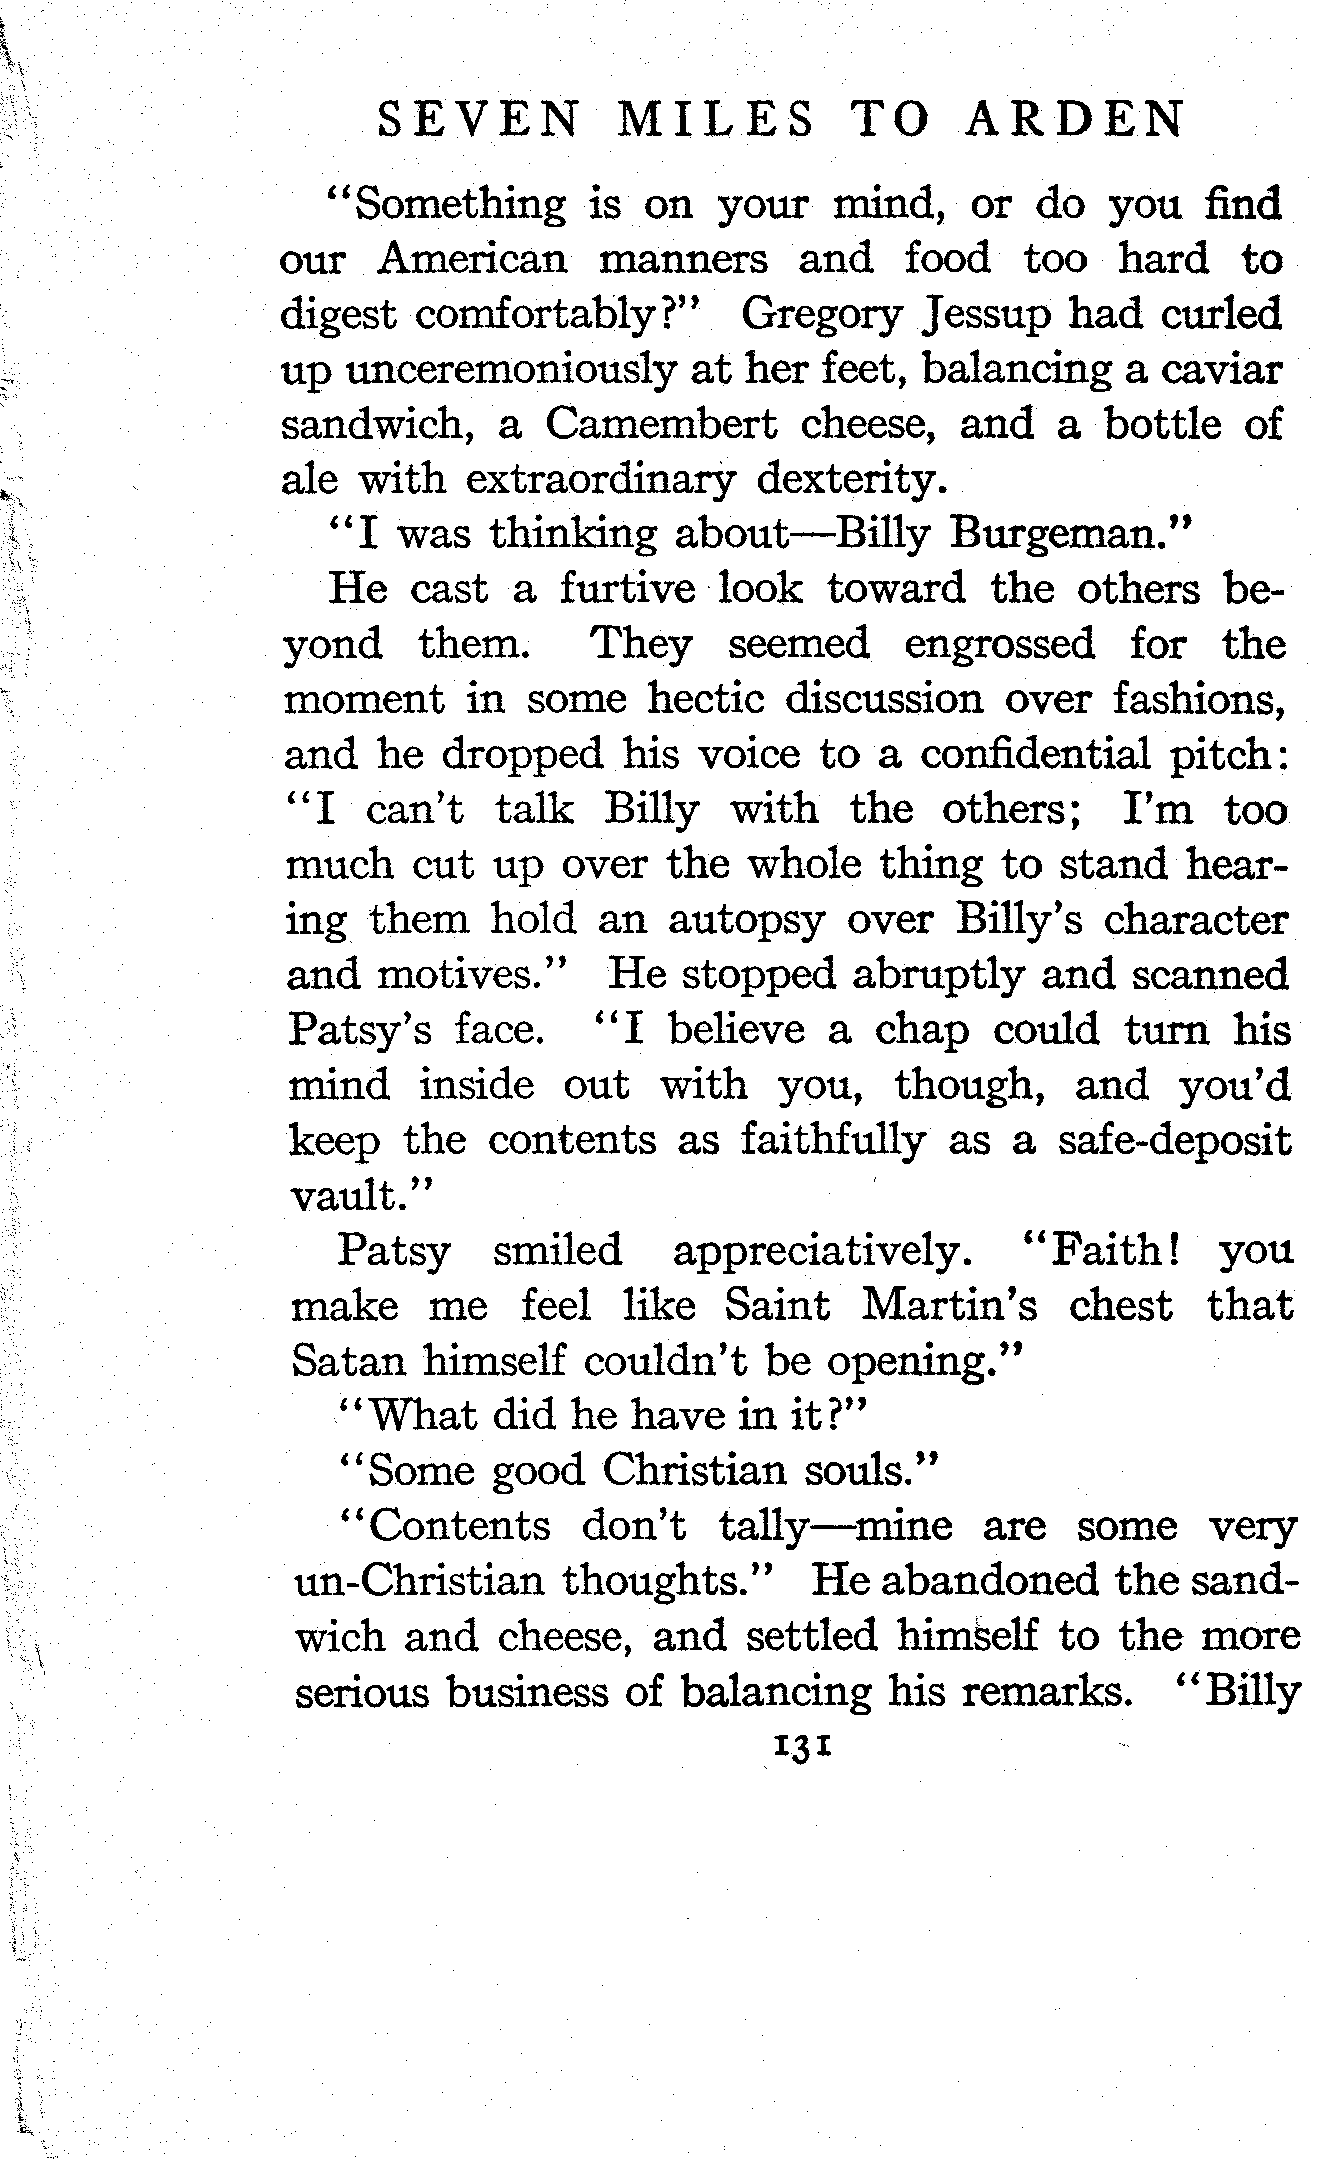 SEVEN MILES TO ARDEN
“Something is on your mind, or do you find
our American manners and food too hard to
digest comfortably?” Gregory Jessup had curled
up unceremoniously at her feet, balancing a caviar
sandwich, a Camembert cheese, and a bottle of
ale with extraordinary dexterity.
“I was thinking about—Billy Burgeman.”
He cast a furtive look toward the others be-
yond them. They seemed engrossed for the
moment in some hectic discussion over fashions,
and he dropped his voice to a confidential pitch:
“I can't talk Billy with the others; I'm too
much cut up over the whole thing to stand hear-
ing them hold an autopsy over Billy's character
and motives.” He stopped abruptly and scanned
Patsy's face. “I believe a chap could turn his
mind inside out with you, though, and you'd
keep the contents as faithfully as a safe-deposit
vault.”
Patsy smiled appreciatively. “Faith! you
make me feel like Saint Martin's chest that
Satan himself couldn't be opening.”
“What did he have in it?”
“Some good Christian souls.”
“Contents don't tally—mine are some very
un-Christian thoughts.” He abandoned the sand-
wich and cheese, and settled himself to the more
serious business of balancing his remarks. “Billy
131